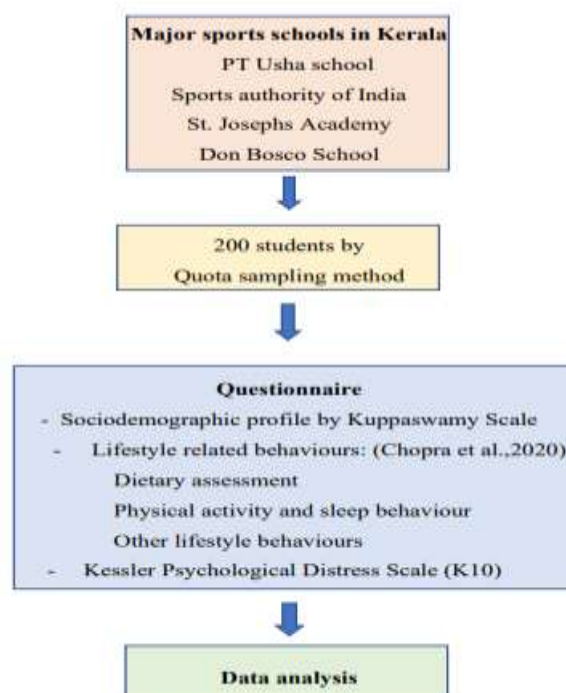 Major sports schools in Kerala
PT Usha school
Sports authority of India
St. Josephs Academy
Don Bosco School
200 students by
Quota sampling method
Questionnaire
- Sociodemographic profile by Kuppaswamy Scale
- Lifestyle related behaviours: (Chopra et al.,2020)
Dietary assessment
Physical activity and sleep behaviour
Other lifestyle behaviours
- Kessler Psychological Distress Scale (K10)
Data analysis